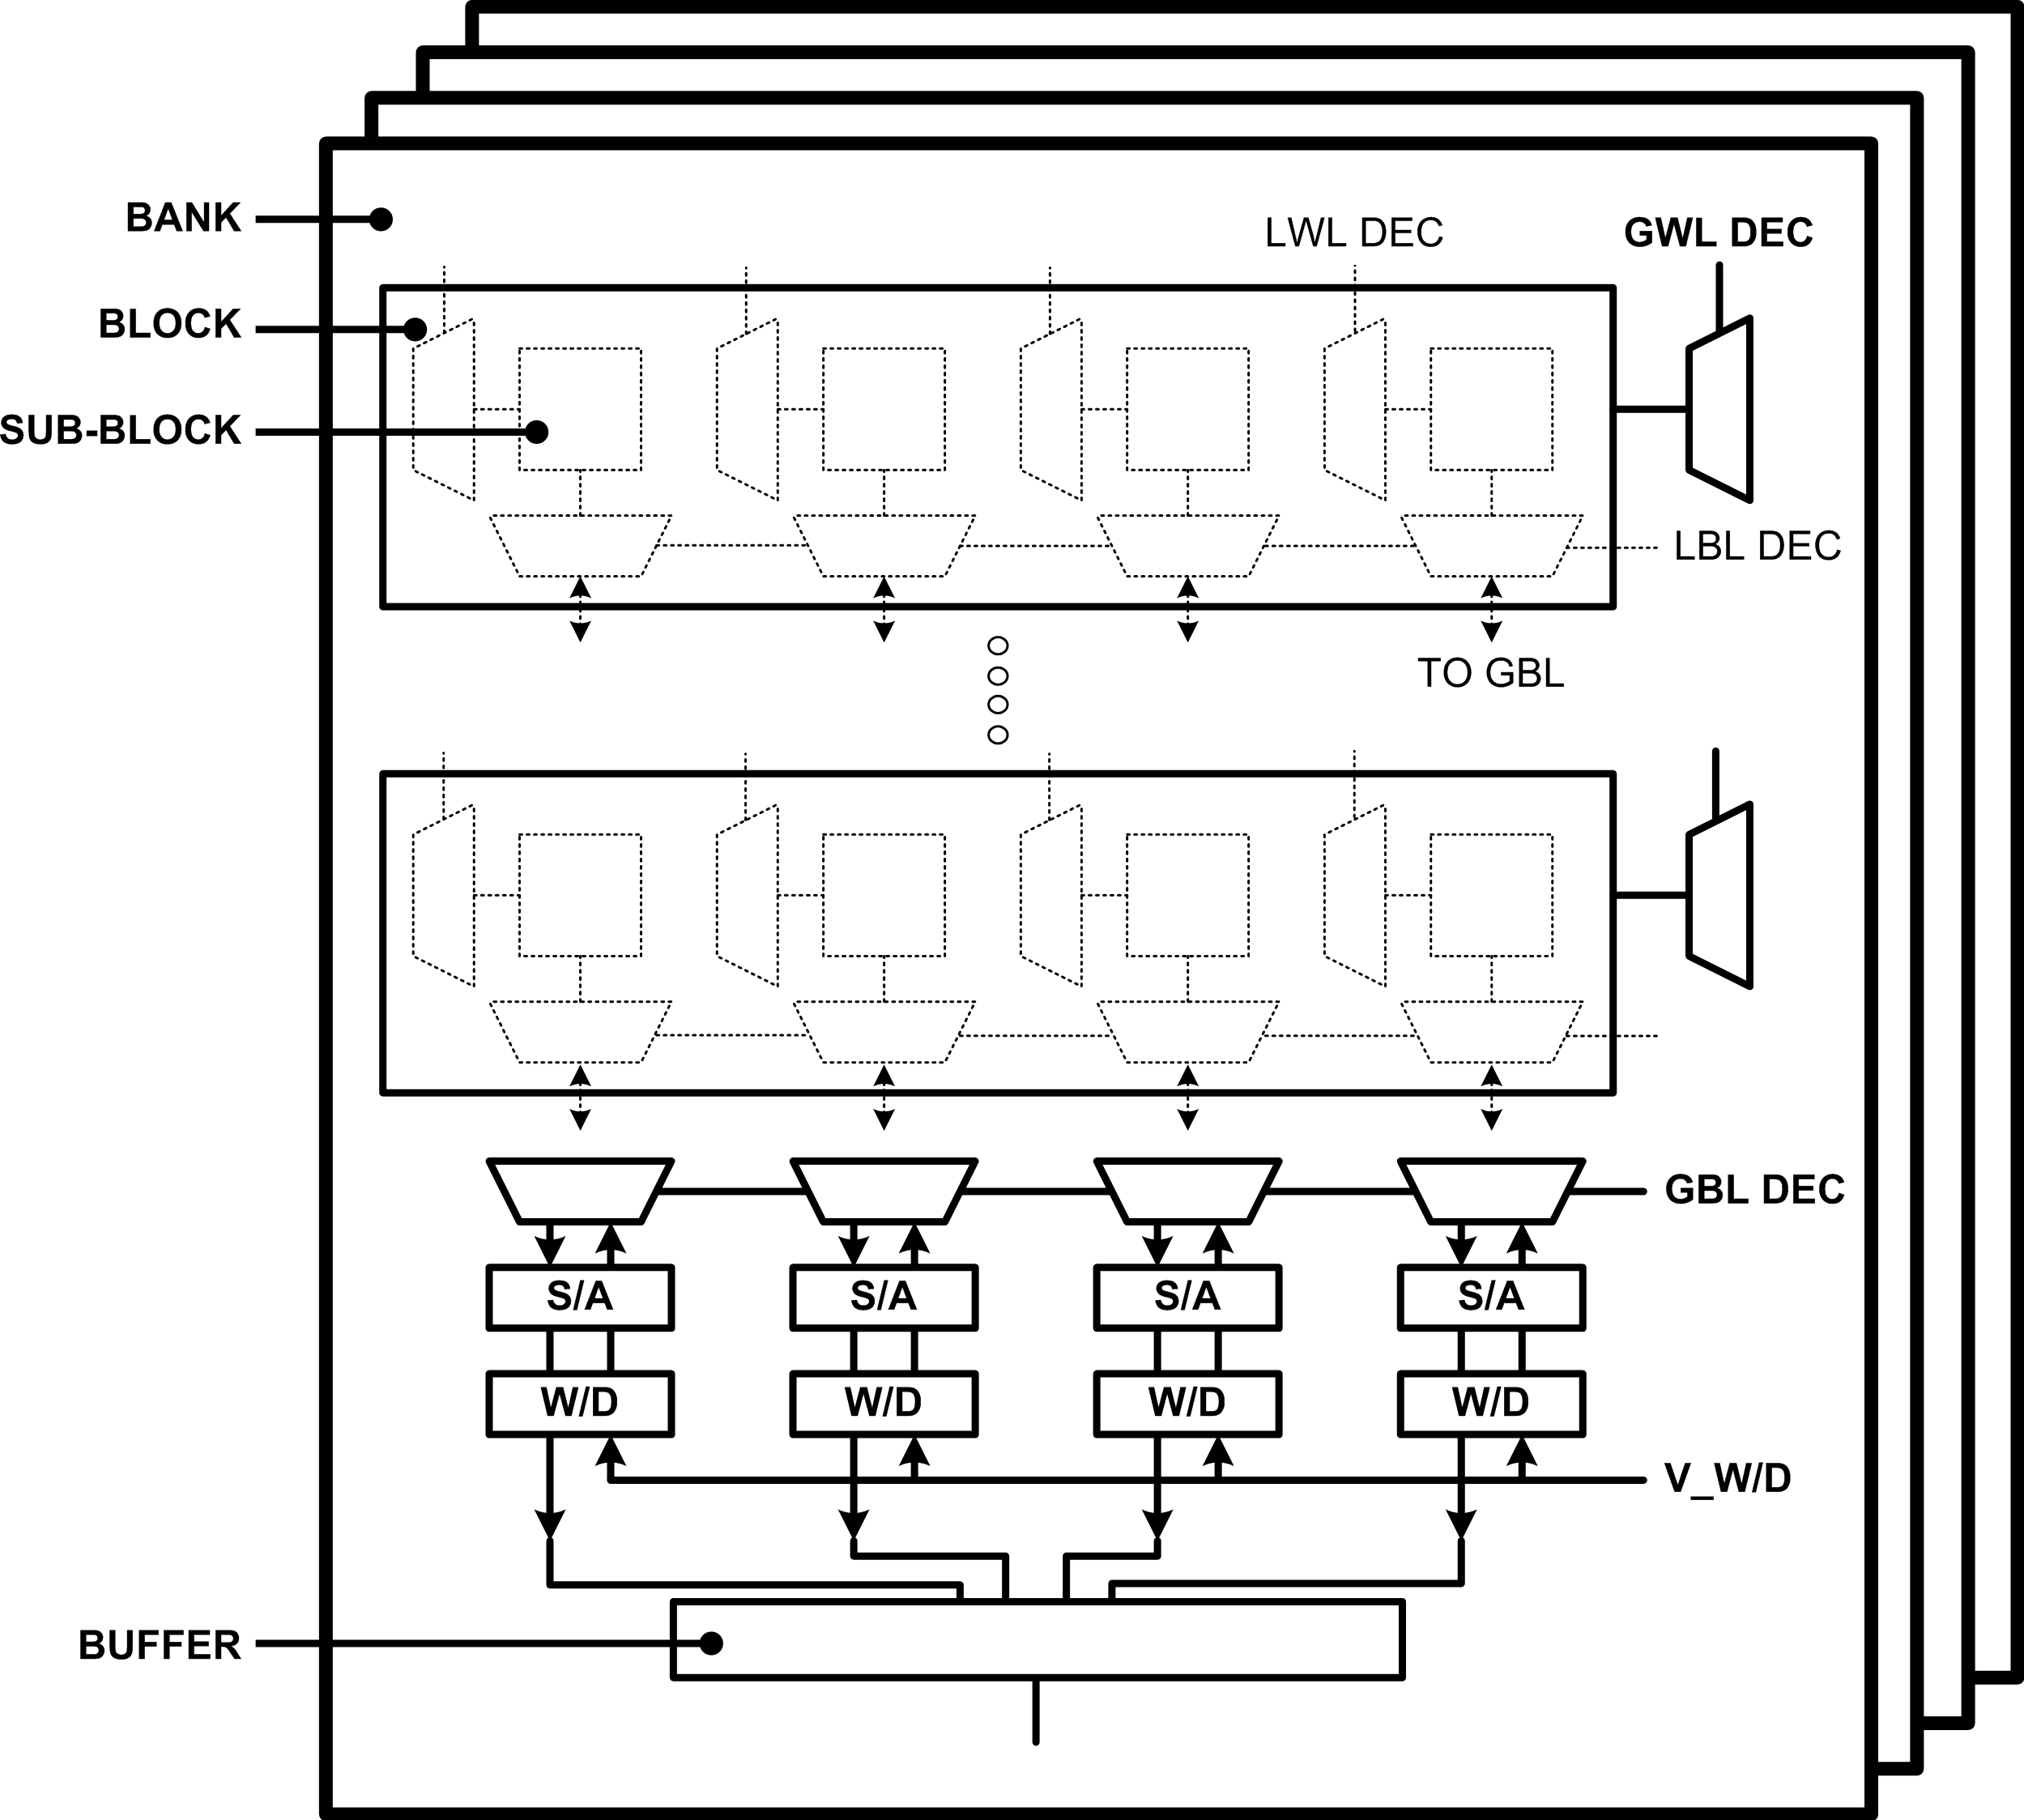 BANK
LWL DEC
GWL DEC
BLOCK
SUB-BLOCK
LBL DEC
TO GBL
GBL DEC
S/A
S/A
S/A
S/A
W/D
W/D
W/D
W/D
V_W/D
BUFFER